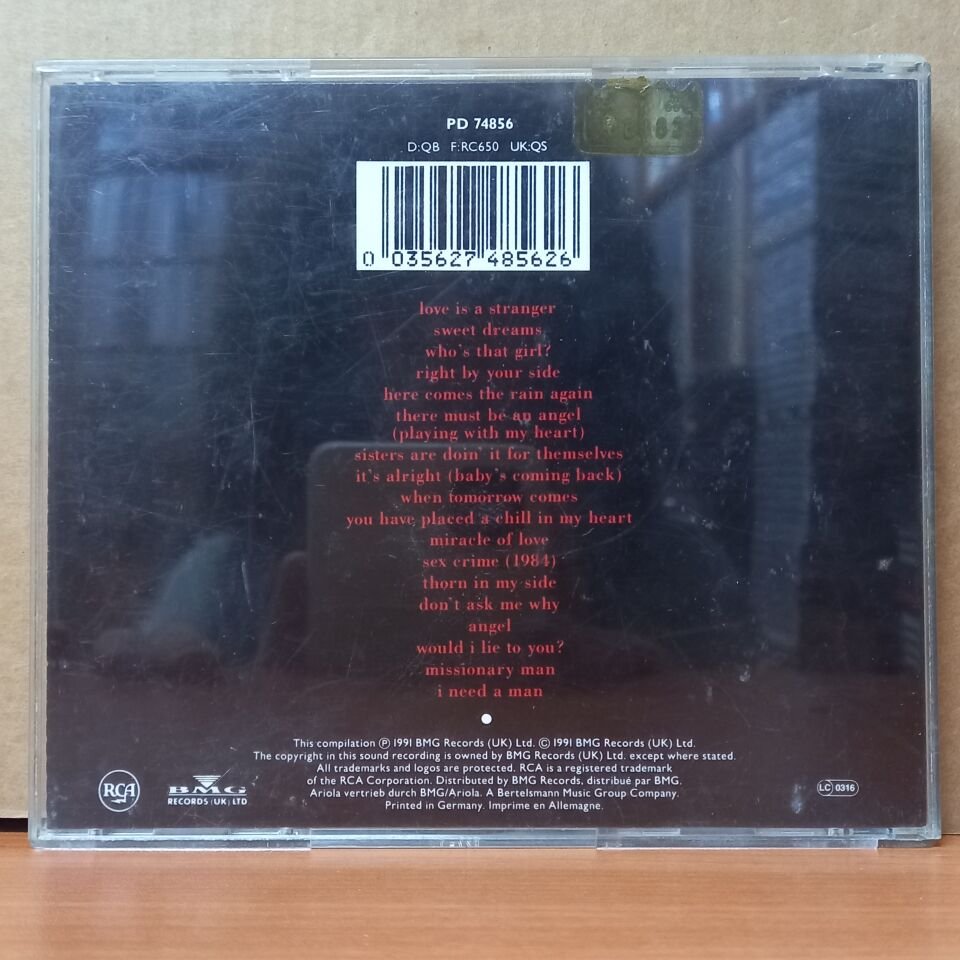 PD 74856
D:QB F:RC650 UK:QS
0 035627 485626
love is a stranger
sweet dreams
who's that girl?
right by your side
here comes the rain again
there must be an angel
(playing with my heart)
sisters are doin' it for themselves
it's alright (baby's coming back)
when tomorrow comes
you have placed a chill in my heart
miracle of love
sex crime (1984)
thorn in my side
don't ask me why
angel
would i lie to you?
missionary man
i need a man
This compilation Ⓟ 1991 BMG Records (UK) Ltd. © 1991 BMG Records (UK) Ltd.
The copyright in this sound recording is owned by BMG Records (UK) Ltd. except where stated.
All trademarks and logos are protected. RCA is a registered trademark
of the RCA Corporation. Distributed by BMG Records, distribué par BMG.
Ariola vertrieb durch BMG/Ariola. A Bertelsmann Music Group Company.
Printed in Germany. Imprime en Allemagne.
RCA
BMG
RECORDS (UK) LTD
LC 0316